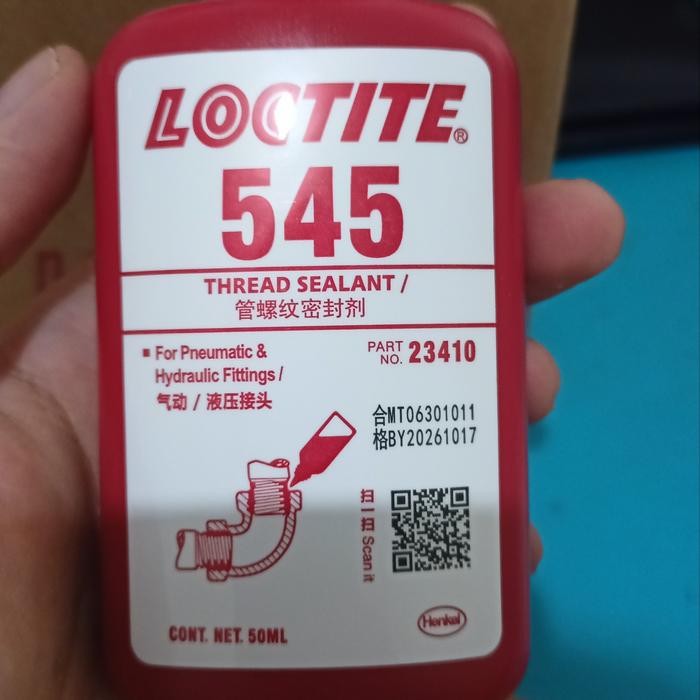 LOCTITE®
545
THREAD SEALANT /
管螺纹密封剂
■ For Pneumatic &
Hydraulic Fittings /
气动 / 液压接头
PART
NO. 23410
合MT06301011
格BY20261017
扫一扫 Scan it
CONT. NET. 50ML
Henkel